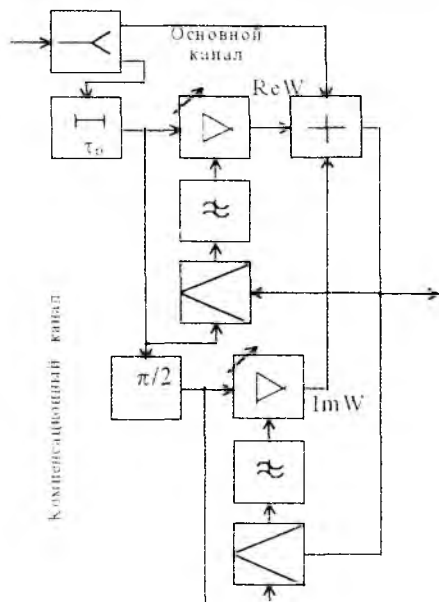 Основной
канал
ReW
τ₀
π/2
ImW
Компенсационный канал